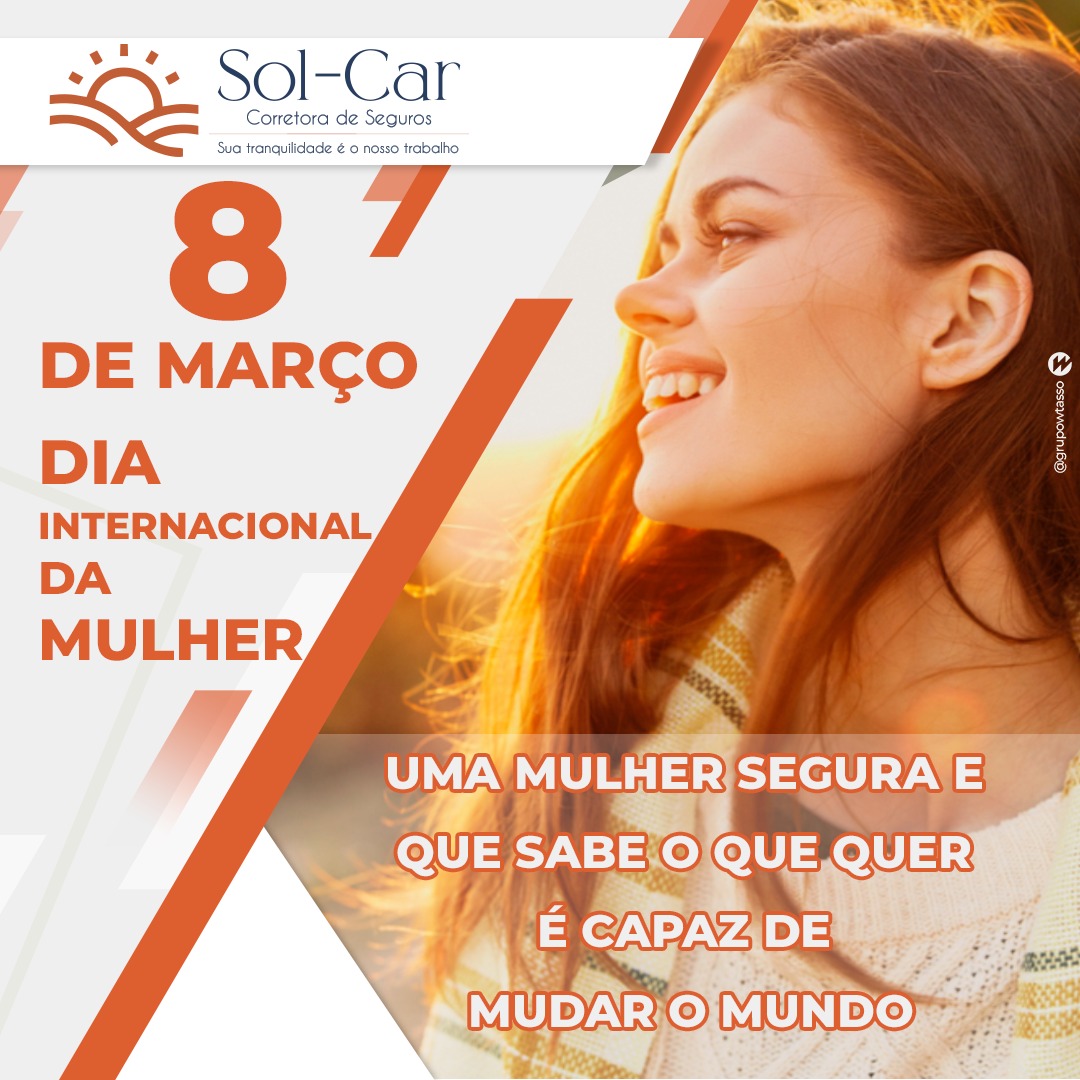 Sol-Car
Corretora de Seguros
Sua tranquilidade é o nosso trabalho
8
DE MARÇO
DIA
INTERNACIONAL
DA
MULHER
@grupowtasso
UMA MULHER SEGURA E
QUE SABE O QUE QUER
É CAPAZ DE
MUDAR O MUNDO